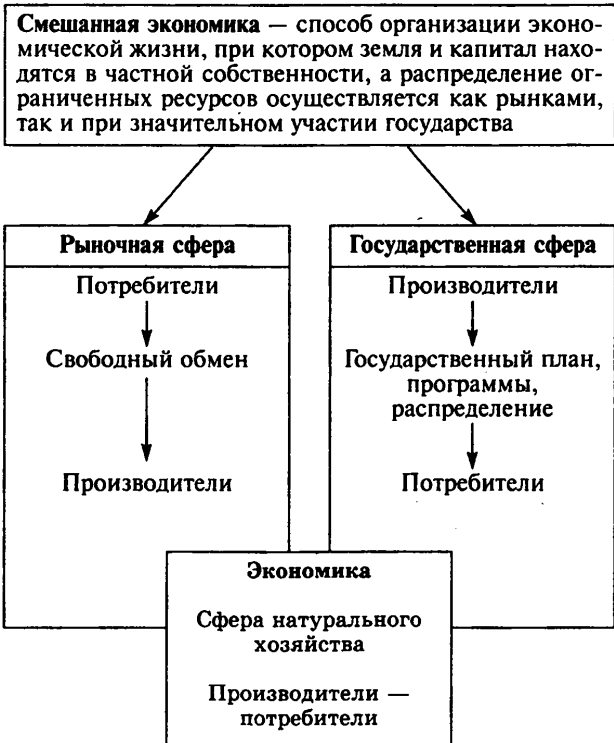 Смешанная экономика — способ организации эконо-
мической жизни, при котором земля и капитал нахо-
дятся в частной собственности, а распределение ог-
раниченных ресурсов осуществляется как рынками,
так и при значительном участии государства
Рыночная сфера
Потребители
Свободный обмен
Производители
Государственная сфера
Производители
Государственный план,
программы,
распределение
Потребители
Экономика
Сфера натурального
хозяйства
Производители —
потребители